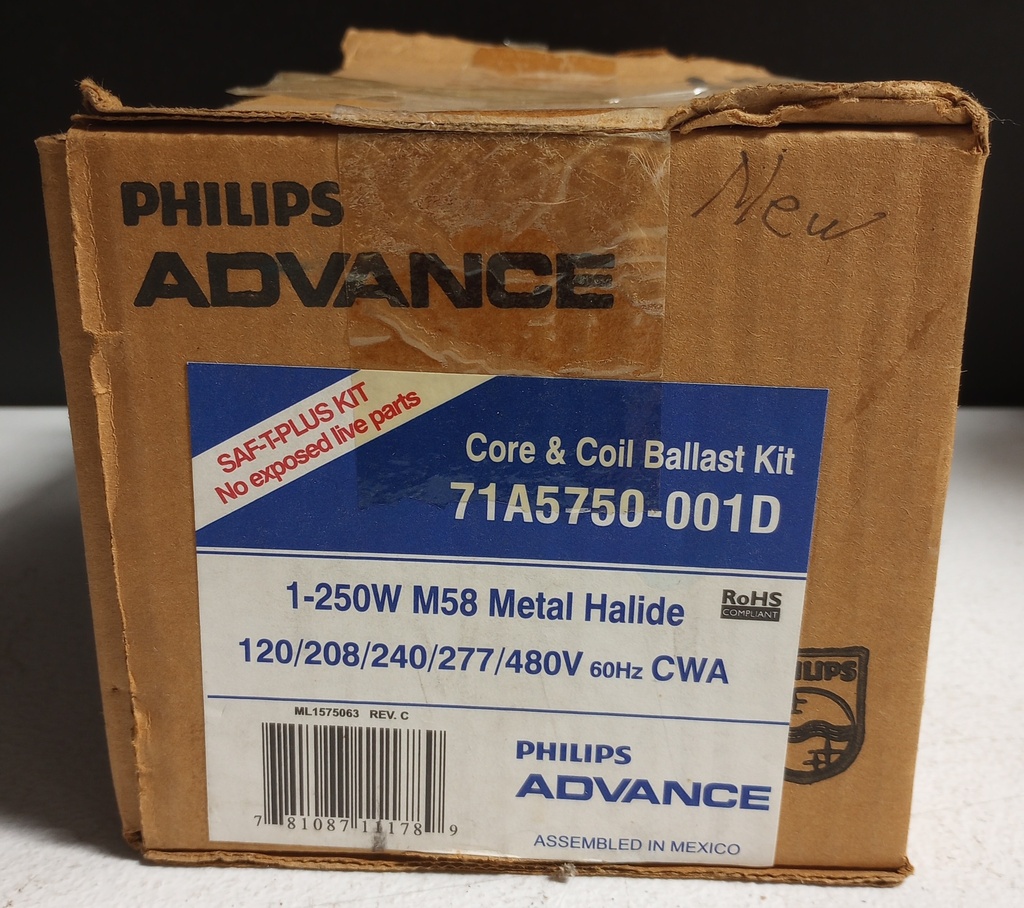 PHILIPS
ADVANCE
New
SAF-T-PLUS KIT
No exposed live parts
Core & Coil Ballast Kit
71A5750-001D
1-250W M58 Metal Halide
RoHS
COMPLIANT
120/208/240/277/480V 60Hz CWA
ML1575063 REV. C
7 81087 11178 9
PHILIPS
ADVANCE
ASSEMBLED IN MEXICO